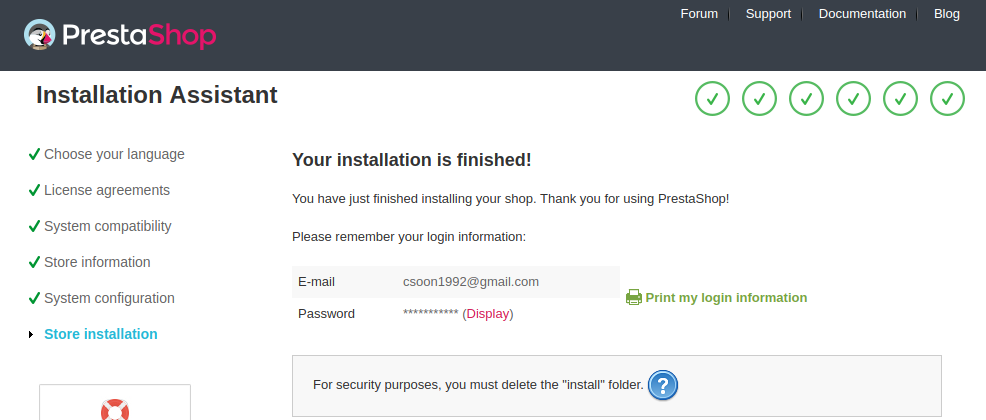 Forum Support Documentation Blog
PrestaShop
Installation Assistant
Choose your language
License agreements
System compatibility
Store information
System configuration
Store installation
Your installation is finished!
You have just finished installing your shop. Thank you for using PrestaShop!
Please remember your login information:
E-mail csoon1992@gmail.com
Password *********** (Display)
Print my login information
For security purposes, you must delete the "install" folder. ?